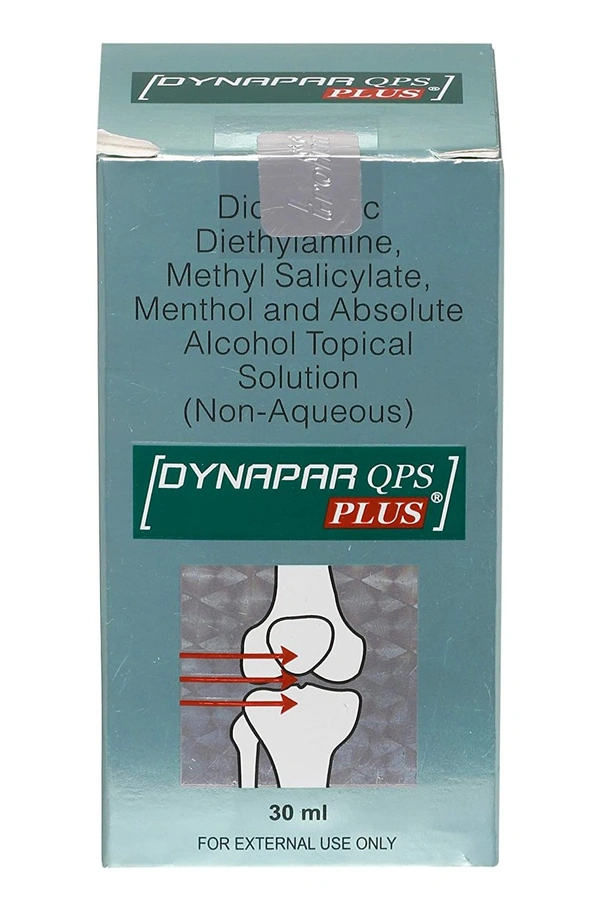 [DYNAPAR QPS
PLUS®]
Diethylamine,
Methyl Salicylate,
Menthol and Absolute
Alcohol Topical
Solution
(Non-Aqueous)
[DYNAPAR QPS
PLUS®]
30 ml
FOR EXTERNAL USE ONLY